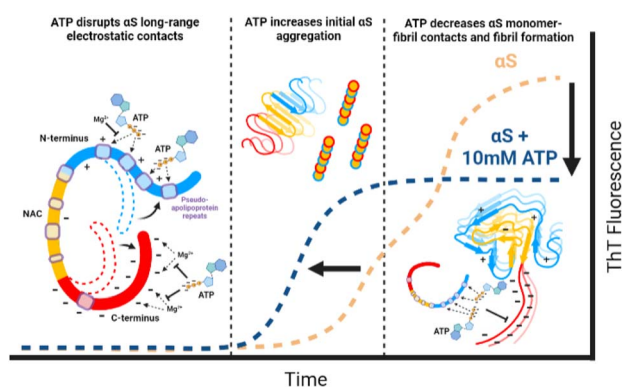 ATP disrupts αS long-range
electrostatic contacts
ATP increases initial αS
aggregation
ATP decreases αS monomer-
fibril contacts and fibril formation
αS
αS +
10mM ATP
Mg²⁺
ATP
N-terminus
ATP
Pseudo-
apolipoprotein
repeats
NAC
Mg²⁺
ATP
Mg²⁺
C-terminus
ATP
ThT Fluorescence
Time